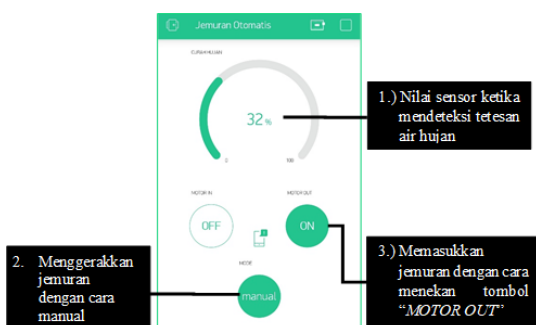 Jemuran Otomatis
CURAH HUJAN
32 %
0
100
1.) Nilai sensor ketika
mendeteksi tetesan
air hujan
MOTOR IN
MOTOR OUT
OFF
ON
MODE
manual
2. Menggerakkan
jemuran
dengan cara
manual
3.) Memasukkan
jemuran dengan cara
menekan tombol
“MOTOR OUT”